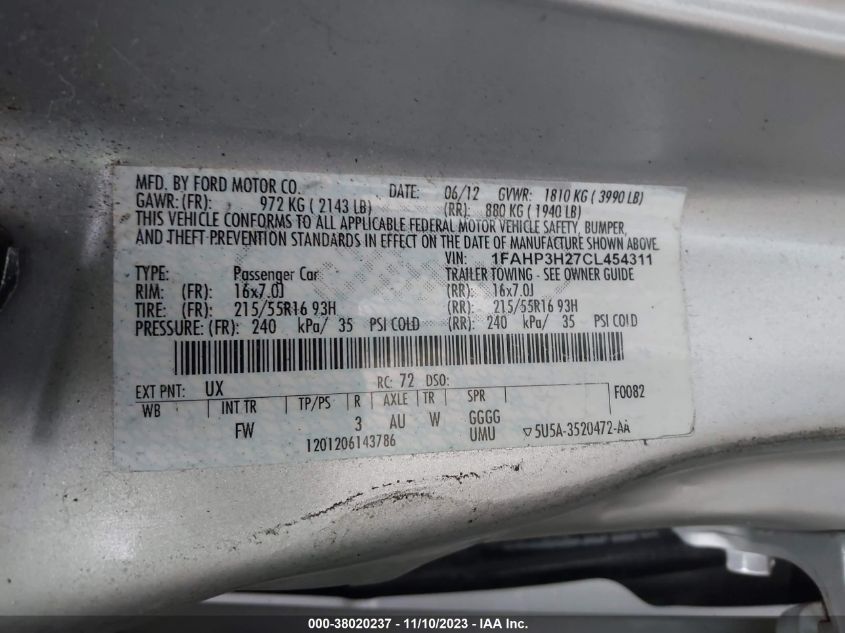 MFD. BY FORD MOTOR CO. DATE: 06/12 GVWR: 1810 KG ( 3990 LB)
GAWR:(FR): 972 KG ( 2143 LB) (RR): 880 KG ( 1940 LB)
THIS VEHICLE CONFORMS TO ALL APPLICABLE FEDERAL MOTOR VEHICLE SAFETY, BUMPER,
AND THEFT PREVENTION STANDARDS IN EFFECT ON THE DATE OF MANUFACTURE SHOWN ABOVE.
VIN: 1FAHP3H27CL454311
TYPE: Passenger Car TRAILER TOWING - SEE OWNER GUIDE
RIM: (FR): 16x7.0J (RR): 16x7.0J
TIRE: (FR): 215/55R16 93H (RR): 215/55R16 93H
PRESSURE: (FR): 240 kPa/ 35 PSI COLD (RR): 240 kPa/ 35 PSI COLD
EXT PNT: UX RC: 72 DSO: F0082
WB INT TR TP/PS R AXLE TR SPR
FW 3 AU W GGGG
1201206143786 UMU ▽5U5A-3520472-AA
000-38020237 - 11/10/2023 - IAA Inc.